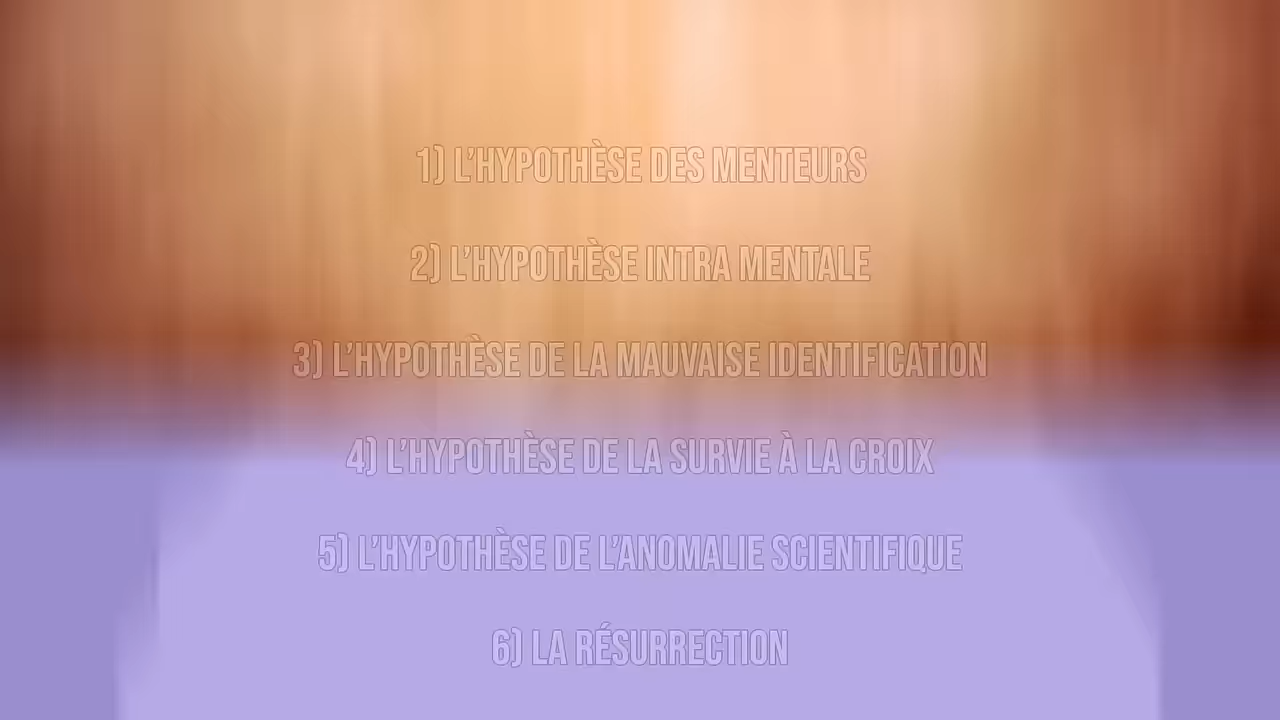 1) L'HYPOTHÈSE DES MENTEURS
2) L'HYPOTHÈSE INTRA MENTALE
3) L'HYPOTHÈSE DE LA MAUVAISE IDENTIFICATION
4) L'HYPOTHÈSE DE LA SURVIE À LA CROIX
5) L'HYPOTHÈSE DE L'ANOMALIE SCIENTIFIQUE
6) LA RÉSURRECTION